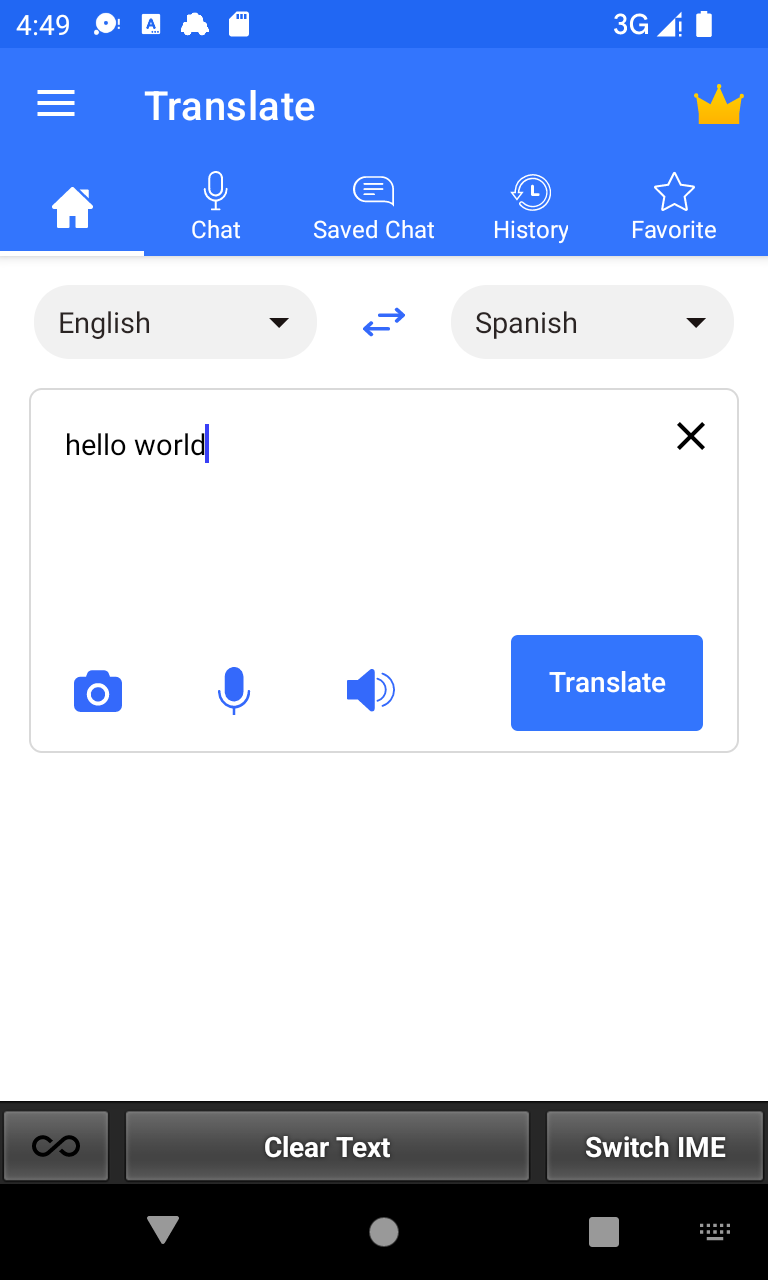 4:49
3G
Translate
Chat
Saved Chat
History
Favorite
English
Spanish
hello world
Translate
Clear Text
Switch IME